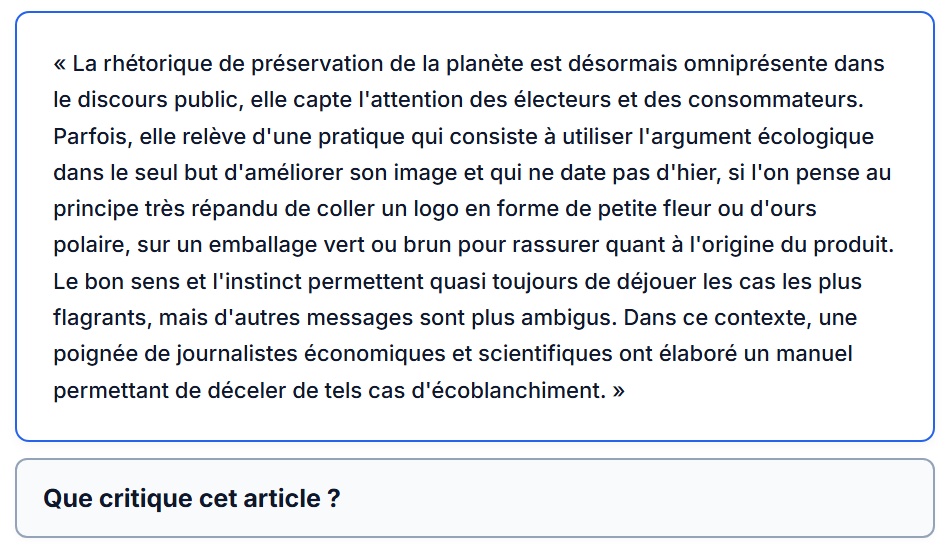 « La rhétorique de préservation de la planète est désormais omniprésente dans
le discours public, elle capte l'attention des électeurs et des consommateurs.
Parfois, elle relève d'une pratique qui consiste à utiliser l'argument écologique
dans le seul but d'améliorer son image et qui ne date pas d'hier, si l'on pense au
principe très répandu de coller un logo en forme de petite fleur ou d'ours
polaire, sur un emballage vert ou brun pour rassurer quant à l'origine du produit.
Le bon sens et l'instinct permettent quasi toujours de déjouer les cas les plus
flagrants, mais d'autres messages sont plus ambigus. Dans ce contexte, une
poignée de journalistes économiques et scientifiques ont élaboré un manuel
permettant de déceler de tels cas d'écoblanchiment. »
Que critique cet article ?